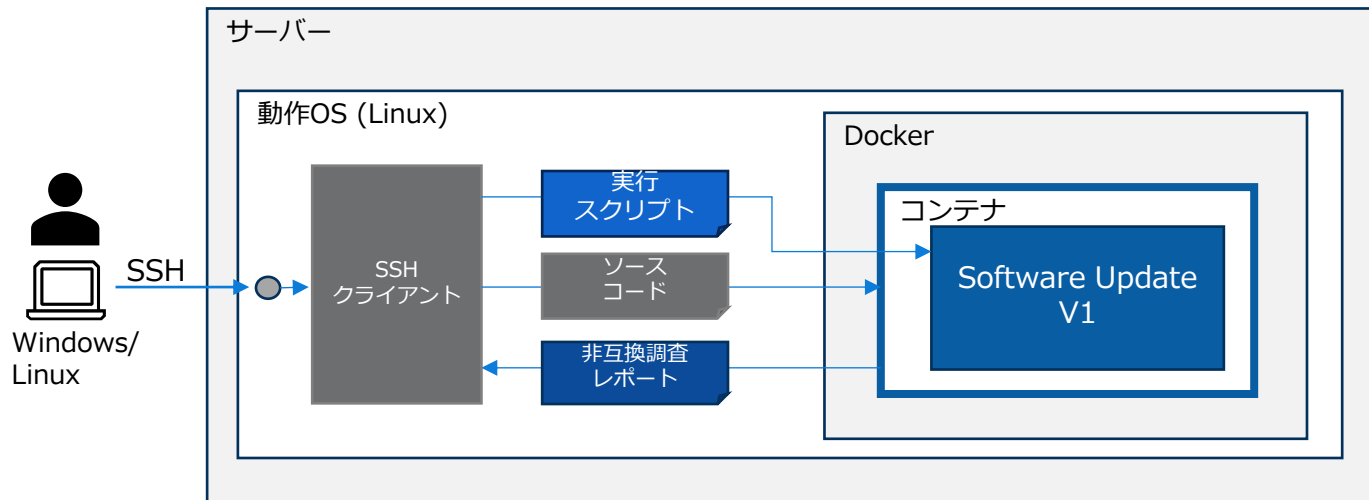 サーバー
動作OS (Linux)
Docker
実行
スクリプト
コンテナ
SSH
SSH
クライアント
ソース
コード
Software Update
V1
Windows/
Linux
非互換調査
レポート